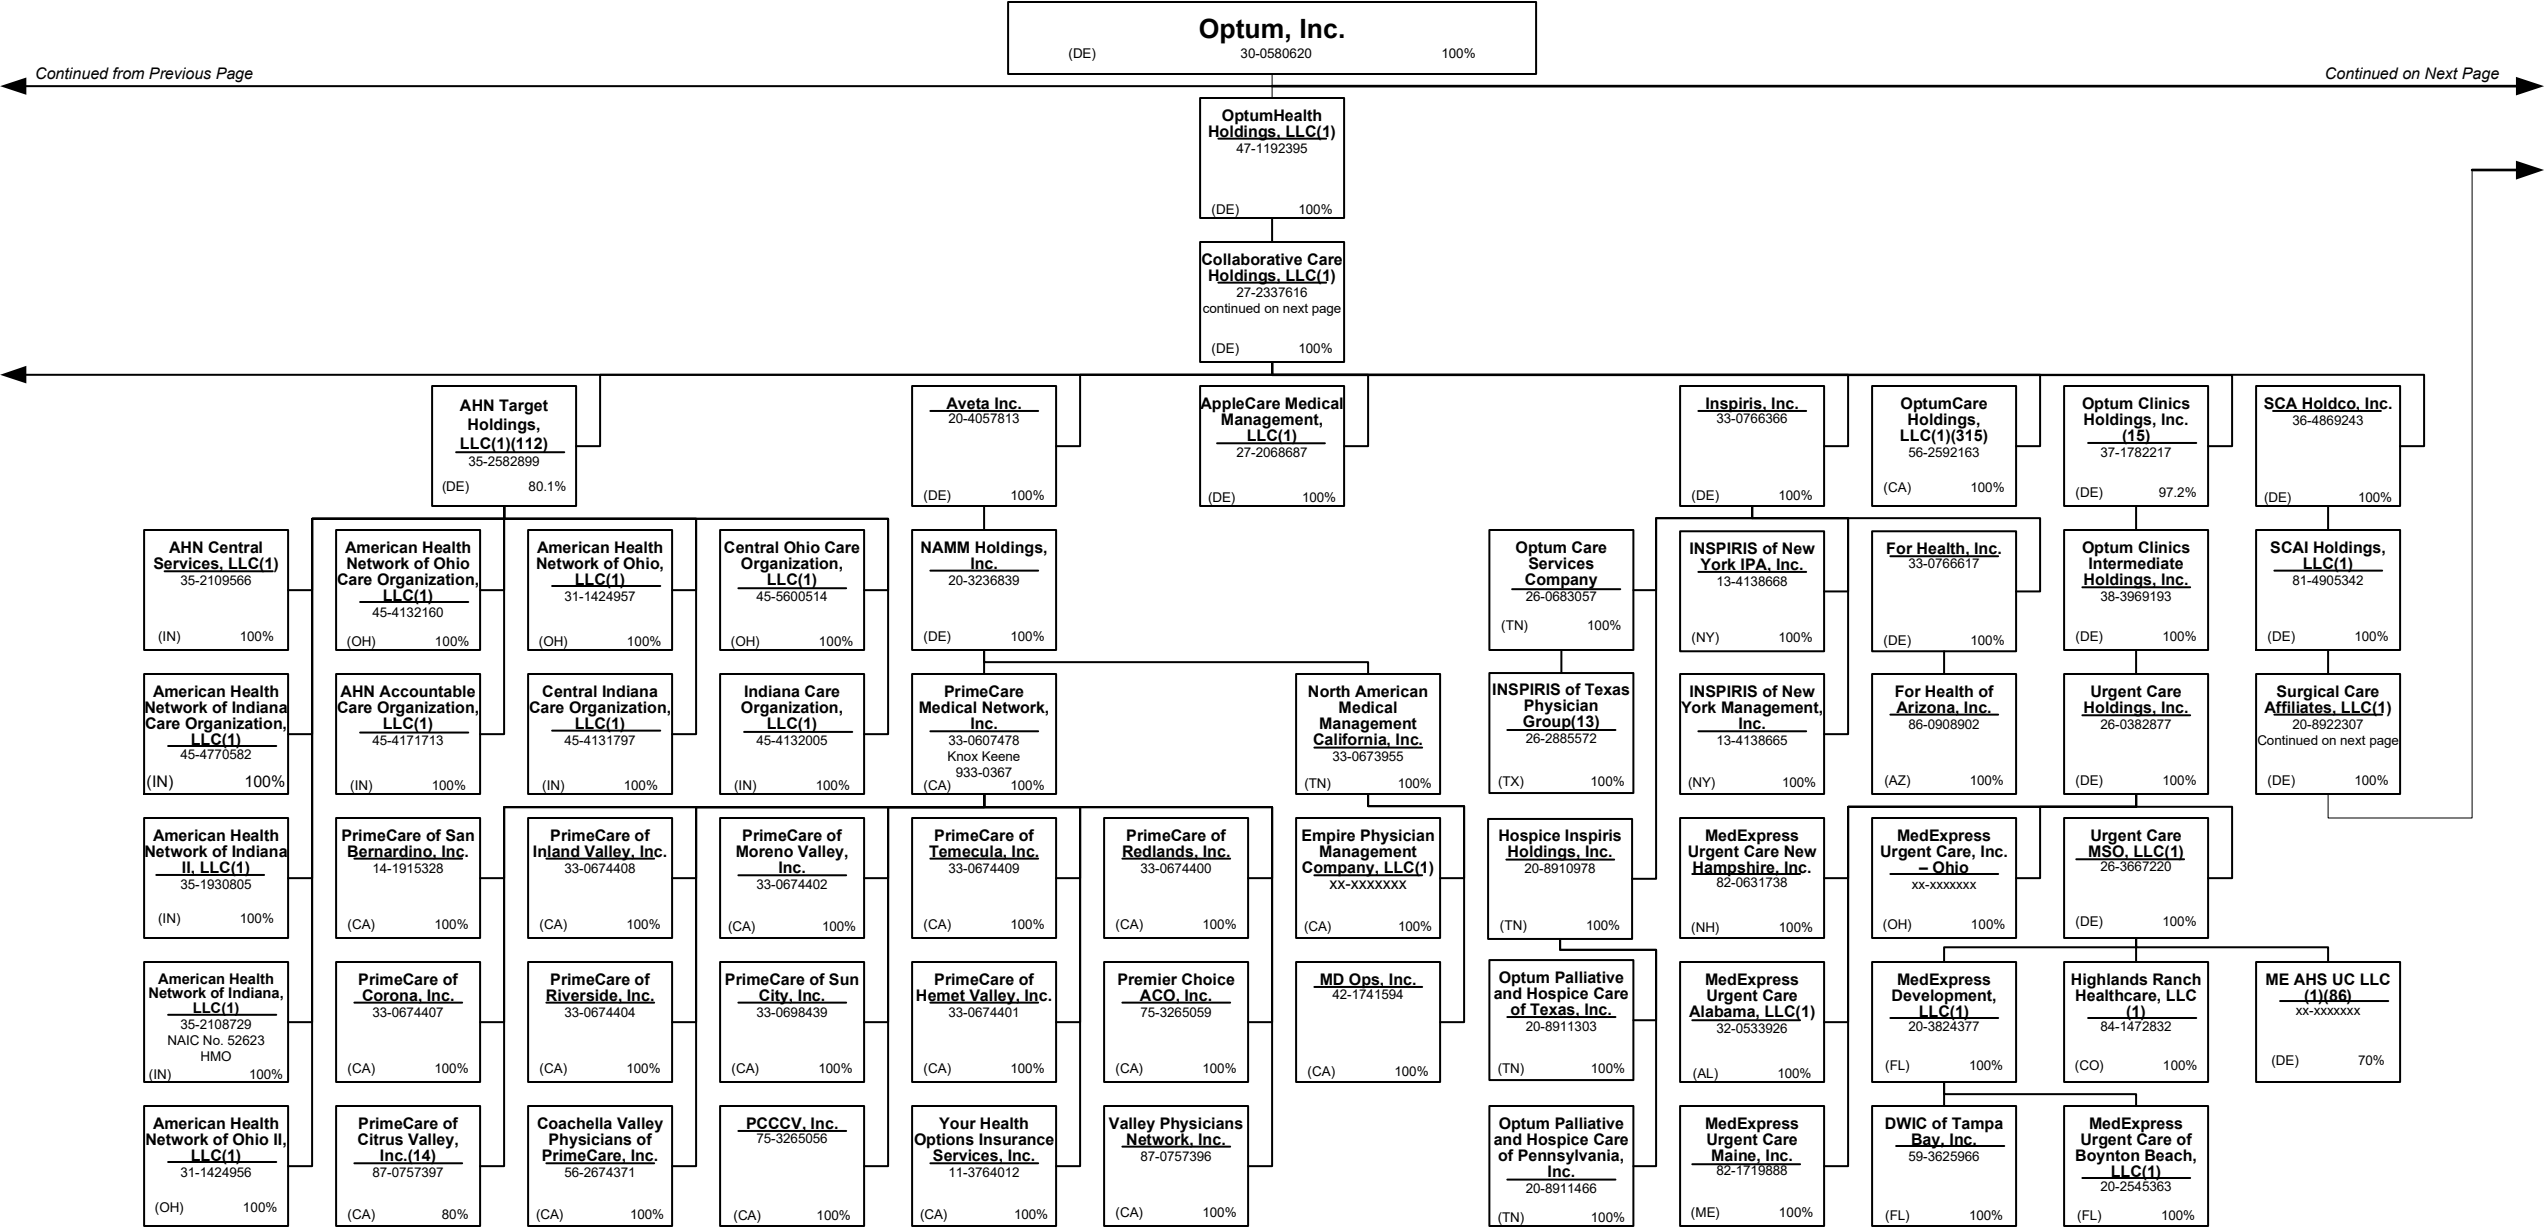 Optum, Inc.
(DE) 30-0580620 100%
Continued from Previous Page
Continued on Next Page
OptumHealth
Holdings, LLC(1)
47-1192395
(DE) 100%
Collaborative Care
Holdings, LLC(1)
27-2337616
continued on next page
(DE) 100%
AHN Target
Holdings,
LLC(1)(112)
35-2582899
(DE) 80.1%
Aveta Inc.
20-4057813
(DE) 100%
AppleCare Medical
Management,
LLC(1)
27-2068687
(DE) 100%
Inspiris, Inc.
33-0766366
(DE) 100%
OptumCare
Holdings,
LLC(1)(315)
56-2592163
(CA) 100%
Optum Clinics
Holdings, Inc.
(15)
37-1782217
(DE) 97.2%
SCA Holdco, Inc.
36-4869243
(DE) 100%
AHN Central
Services, LLC(1)
35-2109566
(IN) 100%
American Health
Network of Ohio
Care Organization,
LLC(1)
45-4132160
(OH) 100%
American Health
Network of Ohio,
LLC(1)
31-1424957
(OH) 100%
Central Ohio Care
Organization,
LLC(1)
45-5600514
(OH) 100%
NAMM Holdings,
Inc.
20-3236839
(DE) 100%
Optum Care
Services
Company
26-0683057
(TN) 100%
INSPIRIS of New
York IPA, Inc.
13-4138668
(NY) 100%
For Health, Inc.
33-0766617
(DE) 100%
Optum Clinics
Intermediate
Holdings, Inc.
38-3969193
(DE) 100%
SCAI Holdings,
LLC(1)
81-4905342
(DE) 100%
American Health
Network of Indiana
Care Organization,
LLC(1)
45-4770582
(IN) 100%
AHN Accountable
Care Organization,
LLC(1)
45-4171713
(IN) 100%
Central Indiana
Care Organization,
LLC(1)
45-4131797
(IN) 100%
Indiana Care
Organization,
LLC(1)
45-4132005
(IN) 100%
PrimeCare
Medical Network,
Inc.
33-0607478
Knox Keene
933-0367
(CA) 100%
North American
Medical
Management
California, Inc.
33-0673955
(TN) 100%
INSPIRIS of Texas
Physician
Group(13)
26-2885572
(TX) 100%
INSPIRIS of New
York Management,
Inc.
13-4138665
(NY) 100%
For Health of
Arizona, Inc.
86-0908902
(AZ) 100%
Urgent Care
Holdings, Inc.
26-0382877
(DE) 100%
Surgical Care
Affiliates, LLC(1)
20-8922307
Continued on next page
(DE) 100%
American Health
Network of Indiana
II, LLC(1)
35-1930805
(IN) 100%
PrimeCare of San
Bernardino, Inc.
14-1915328
(CA) 100%
PrimeCare of
Inland Valley, Inc.
33-0674408
(CA) 100%
PrimeCare of
Moreno Valley,
Inc.
33-0674402
(CA) 100%
PrimeCare of
Temecula, Inc.
33-0674409
(CA) 100%
PrimeCare of
Redlands, Inc.
33-0674400
(CA) 100%
Empire Physician
Management
Company, LLC(1)
xx-xxxxxxx
(CA) 100%
Hospice Inspiris
Holdings, Inc.
20-8910978
(TN) 100%
MedExpress
Urgent Care New
Hampshire, Inc.
82-0631738
(NH) 100%
MedExpress
Urgent Care, Inc.
– Ohio
xx-xxxxxxx
(OH) 100%
Urgent Care
MSO, LLC(1)
26-3667220
(DE) 100%
American Health
Network of Indiana,
LLC(1)
35-2108729
NAIC No. 52623
HMO
(IN) 100%
PrimeCare of
Corona, Inc.
33-0674407
(CA) 100%
PrimeCare of
Riverside, Inc.
33-0674404
(CA) 100%
PrimeCare of Sun
City, Inc.
33-0698439
(CA) 100%
PrimeCare of
Hemet Valley, Inc.
33-0674401
(CA) 100%
Premier Choice
ACO, Inc.
75-3265059
(CA) 100%
MD Ops, Inc.
42-1741594
(CA) 100%
Optum Palliative
and Hospice Care
of Texas, Inc.
20-8911303
(TN) 100%
MedExpress
Urgent Care
Alabama, LLC(1)
32-0533926
(AL) 100%
MedExpress
Development,
LLC(1)
20-3824377
(FL) 100%
Highlands Ranch
Healthcare, LLC
(1)
84-1472832
(CO) 100%
ME AHS UC LLC
(1)(86)
xx-xxxxxxx
(DE) 70%
American Health
Network of Ohio II,
LLC(1)
31-1424956
(OH) 100%
PrimeCare of
Citrus Valley,
Inc.(14)
87-0757397
(CA) 80%
Coachella Valley
Physicians of
PrimeCare, Inc.
56-2674371
(CA) 100%
PCCCV, Inc.
75-3265056
(CA) 100%
Your Health
Options Insurance
Services, Inc.
11-3764012
(CA) 100%
Valley Physicians
Network, Inc.
87-0757396
(CA) 100%
Optum Palliative
and Hospice Care
of Pennsylvania,
Inc.
20-8911466
(TN) 100%
MedExpress
Urgent Care
Maine, Inc.
82-1719888
(ME) 100%
DWIC of Tampa
Bay, Inc.
59-3625966
(FL) 100%
MedExpress
Urgent Care of
Boynton Beach,
LLC(1)
20-2545363
(FL) 100%